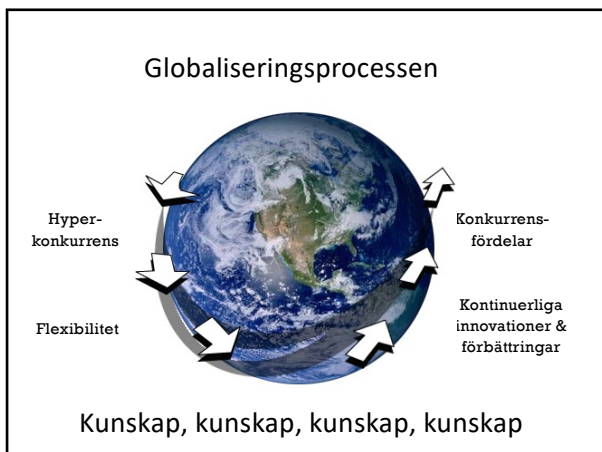 Globaliseringsprocessen
Hyper-
konkurrens
Flexibilitet
Konkurrens-
fördelar
Kontinuerliga
innovationer &
förbättringar
Kunskap, kunskap, kunskap, kunskap